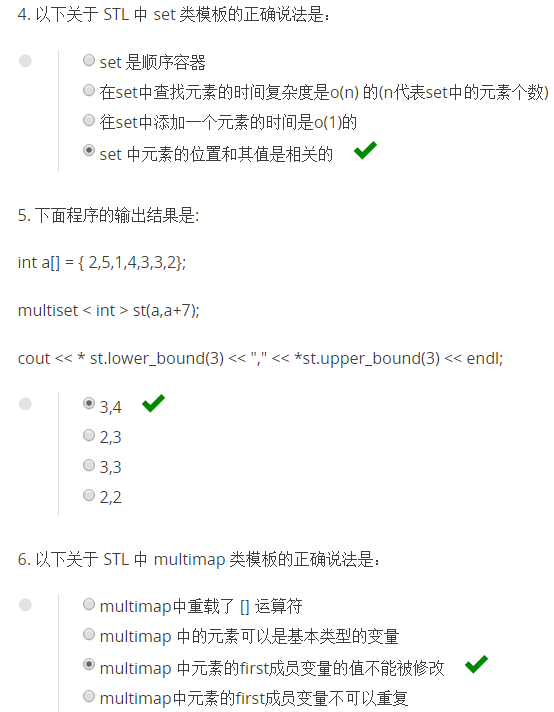 4. 以下关于 STL 中 set 类模板的正确说法是：
set 是顺序容器
在set中查找元素的时间复杂度是o(n) 的(n代表set中的元素个数)
往set中添加一个元素的时间是o(1)的
set 中元素的位置和其值是相关的
5. 下面程序的输出结果是:
int a[] = { 2,5,1,4,3,3,2};
multiset < int > st(a,a+7);
cout << * st.lower_bound(3) << "," << *st.upper_bound(3) << endl;
3,4
2,3
3,3
2,2
6. 以下关于 STL 中 multimap 类模板的正确说法是：
multimap中重载了 [] 运算符
multimap 中的元素可以是基本类型的变量
multimap 中元素的first成员变量的值不能被修改
multimap中元素的first成员变量不可以重复